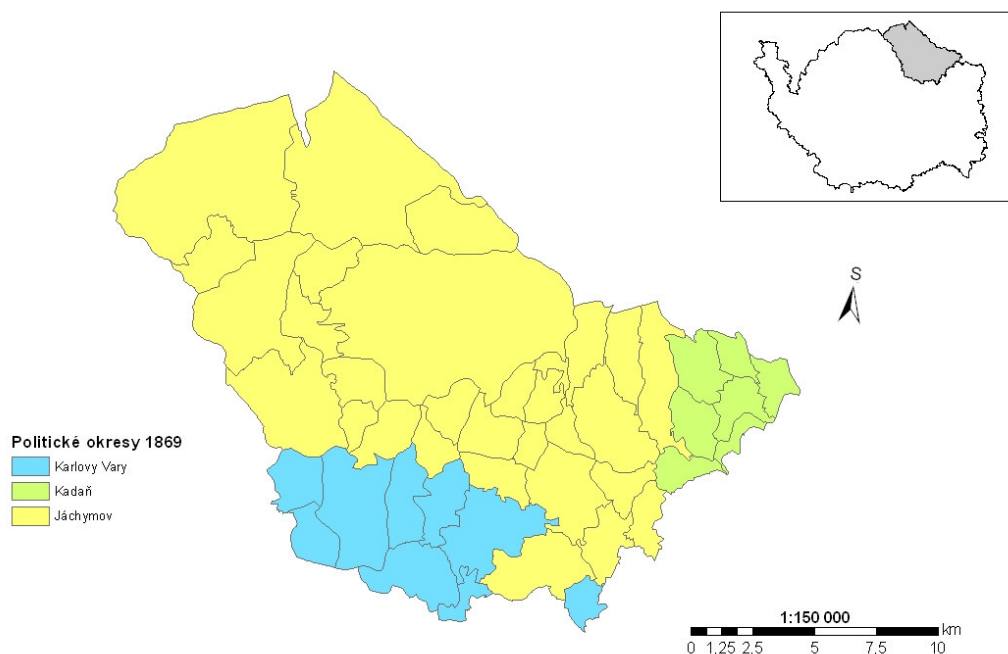 S
Politické okresy 1869
Karlovy Vary
Kadaň
Jáchymov
1:150 000
km
0 1.25 2.5 5 7.5 10